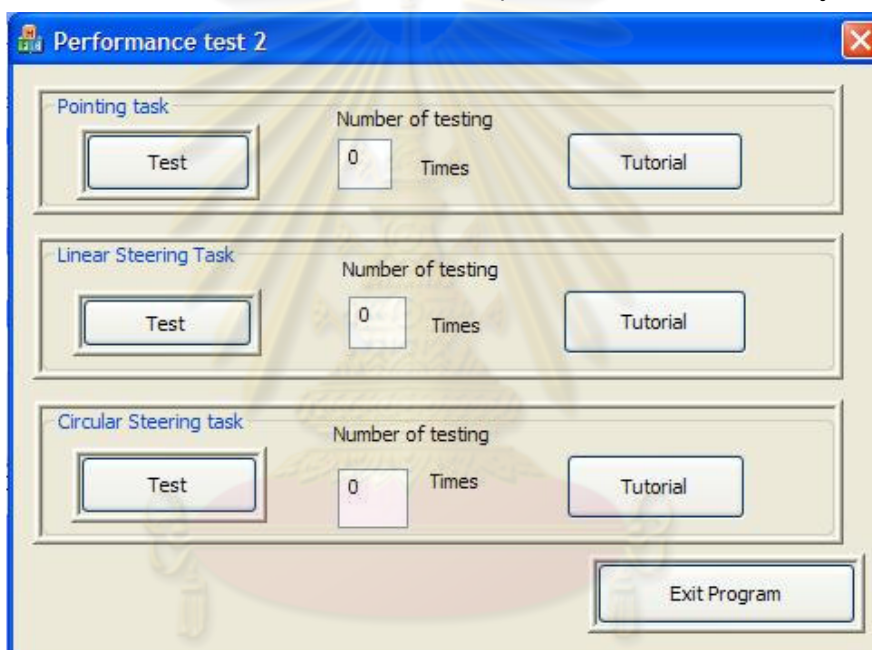 Performance test 2
Pointing task
Number of testing
Test
0
Times
Tutorial
Linear Steering Task
Number of testing
Test
0
Times
Tutorial
Circular Steering task
Number of testing
Test
0
Times
Tutorial
Exit Program